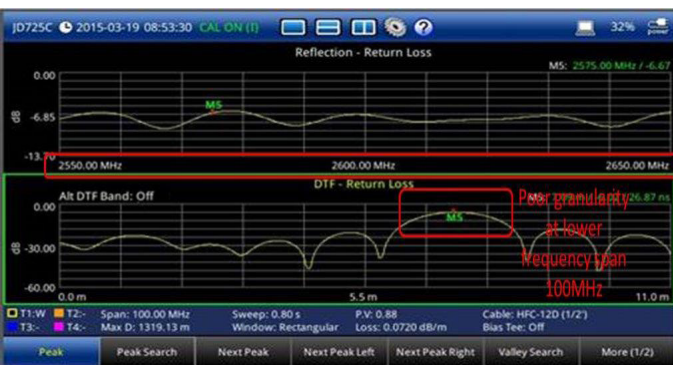 JD725C 2015-03-19 08:53:30 CAL ON (I) 32%
Reflection - Return Loss
M5: 2575.00 MHz / -6.67
0.00
M5
dB -6.85
-13.70
2550.00 MHz 2600.00 MHz 2650.00 MHz
DTF - Return Loss
Alt DTF Band: Off
M5: 26.87 ns
Poor granularity
at lower
frequency span
100MHz
0.00
M5
dB -30.00
-60.00
0.0 m 5.5 m 11.0 m
T1:W T2:- Span: 100.00 MHz Sweep: 0.80 s P.V: 0.88 Cable: HFC-12D (1/2')
T3:- T4:- Max D: 1319.13 m Window: Rectangular Loss: 0.0720 dB/m Bias Tee: Off
Peak Peak Search Next Peak Next Peak Left Next Peak Right Valley Search More (1/2)